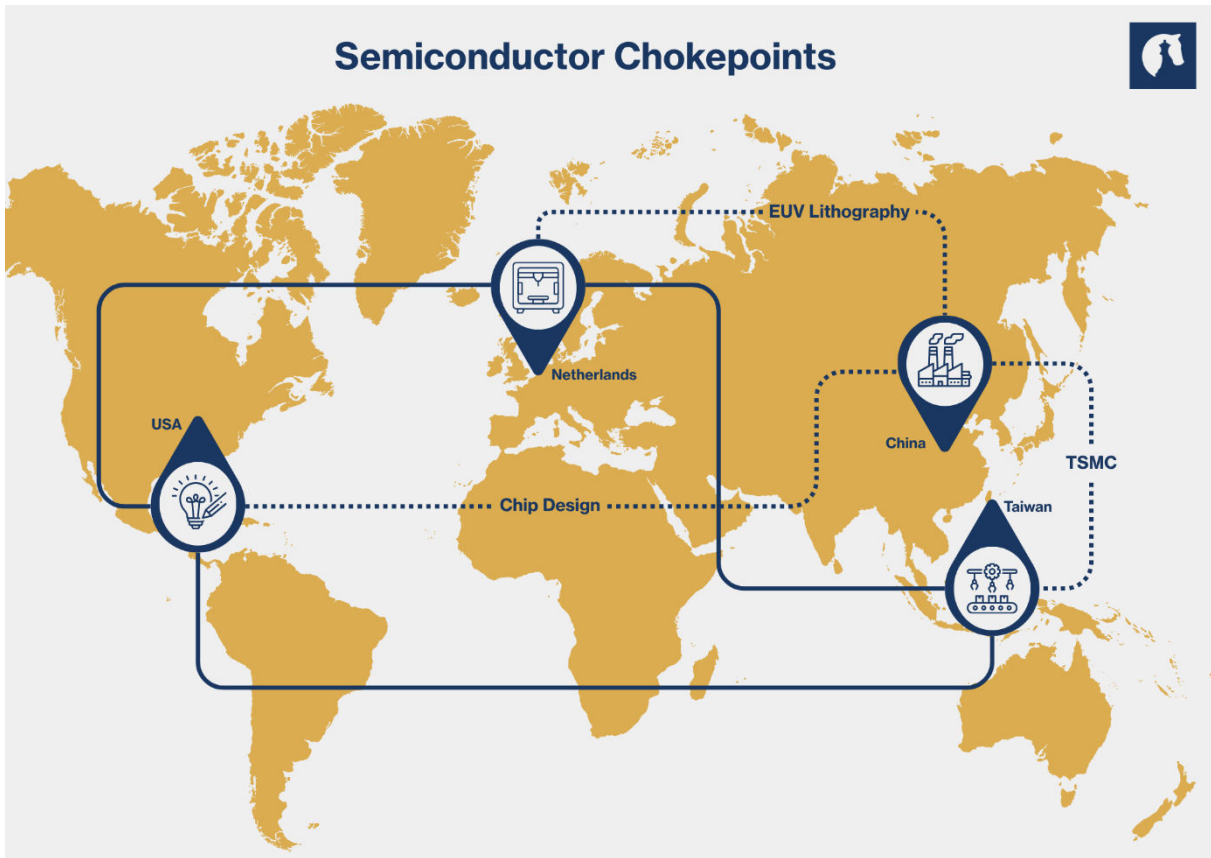 Semiconductor Chokepoints
EUV Lithography
Netherlands
USA
China
TSMC
Chip Design
Taiwan